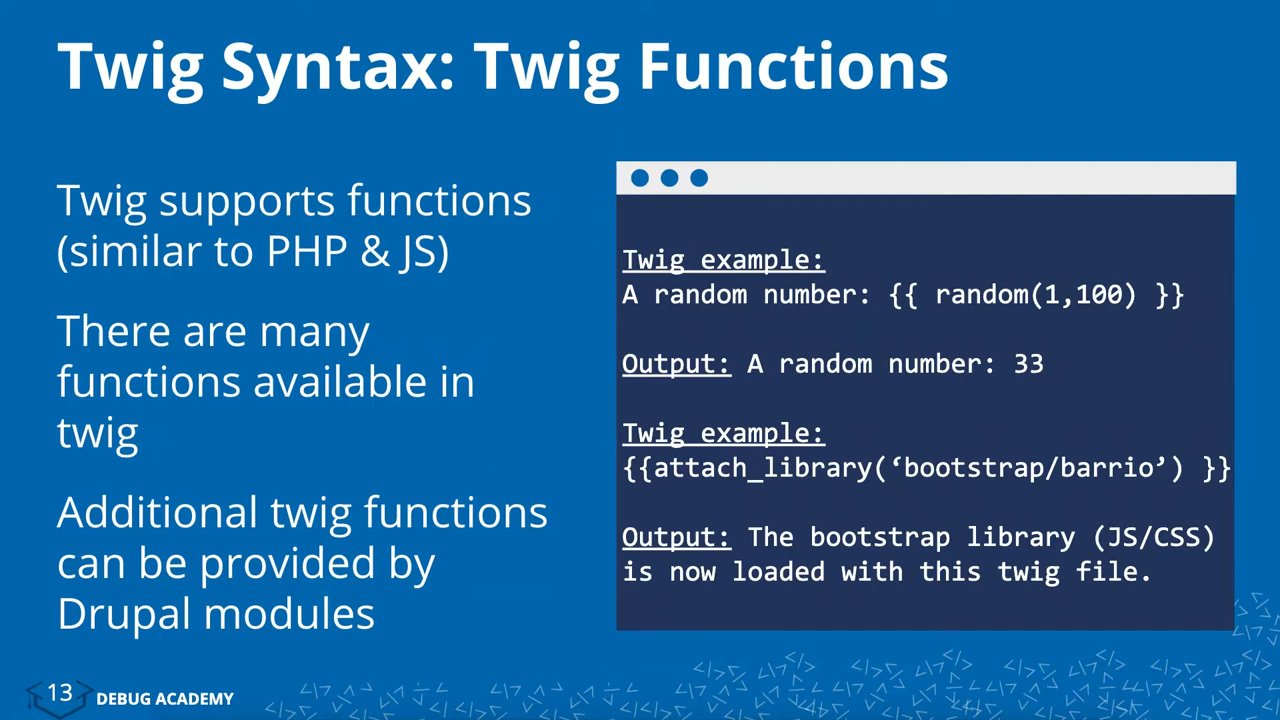 Twig Syntax: Twig Functions
Twig supports functions
(similar to PHP & JS)
There are many
functions available in
twig
Additional twig functions
can be provided by
Drupal modules
Twig example:
A random number: {{ random(1,100) }}
Output: A random number: 33
Twig example:
{{attach_library(‘bootstrap/barrio’) }}
Output: The bootstrap library (JS/CSS)
is now loaded with this twig file.
13
DEBUG ACADEMY